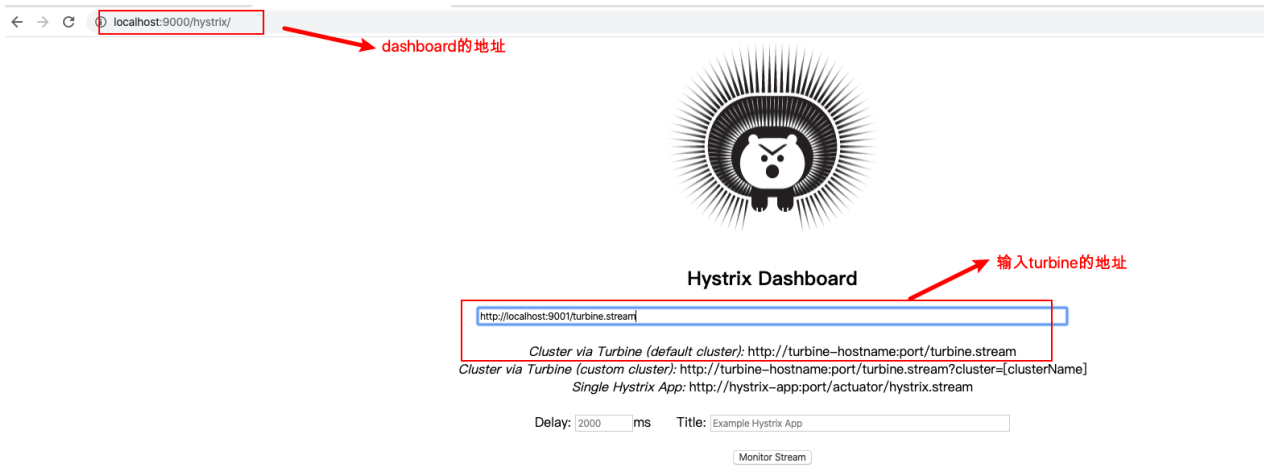 localhost:9000/hystrix/
dashboard的地址
输入turbine的地址
Hystrix Dashboard
http://localhost:9001/turbine.stream
Cluster via Turbine (default cluster): http://turbine-hostname:port/turbine.stream
Cluster via Turbine (custom cluster): http://turbine-hostname:port/turbine.stream?cluster=[clusterName]
Single Hystrix App: http://hystrix-app:port/actuator/hystrix.stream
Delay: 2000 ms Title: Example Hystrix App
Monitor Stream